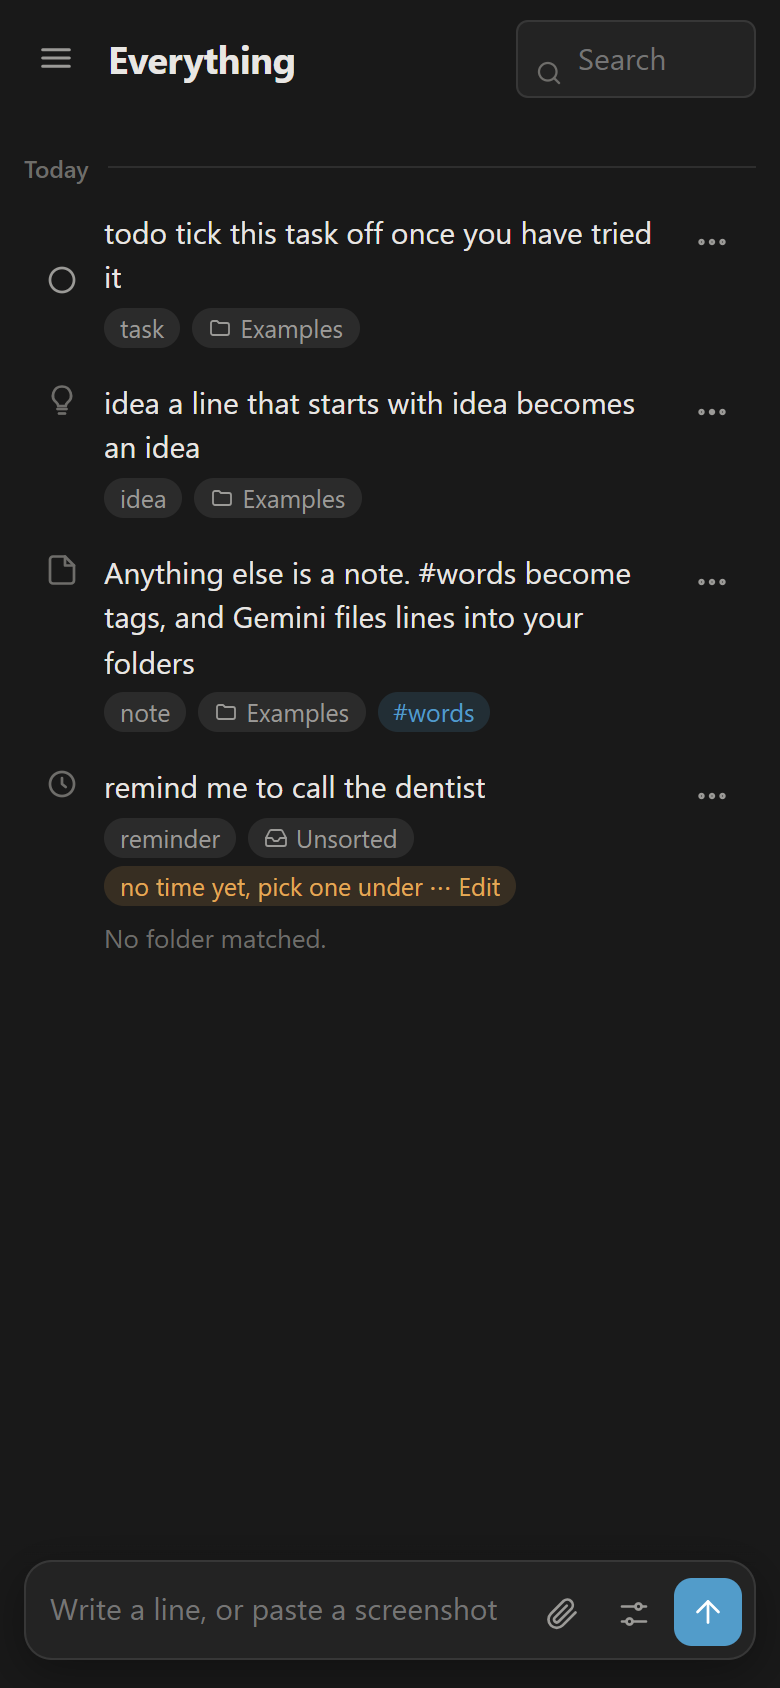 Everything
Search
Today
todo tick this task off once you have tried
it
task Examples
idea a line that starts with idea becomes
an idea
idea Examples
Anything else is a note. #words become
tags, and Gemini files lines into your
folders
note Examples #words
remind me to call the dentist
reminder Unsorted
no time yet, pick one under ··· Edit
No folder matched.
Write a line, or paste a screenshot